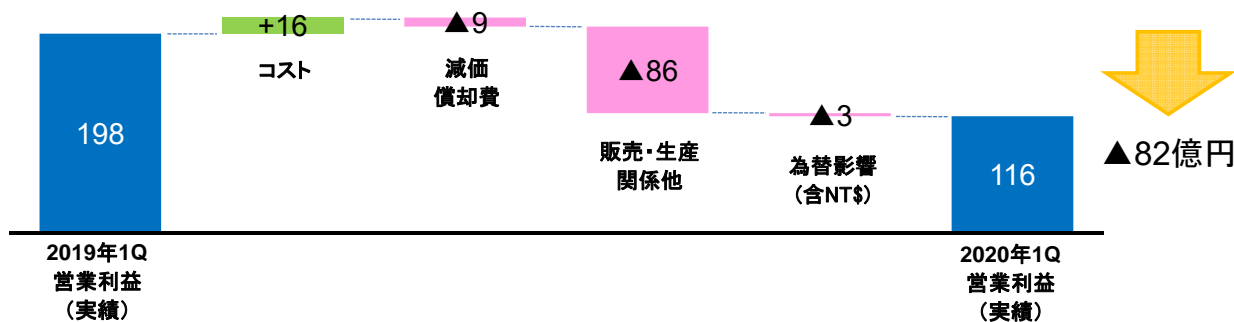 +16
▲9
コスト
減価
償却費
▲86
198
▲3
販売・生産
関係他
為替影響
(含NT$)
116
▲82億円
2019年1Q
営業利益
(実績)
2020年1Q
営業利益
(実績)